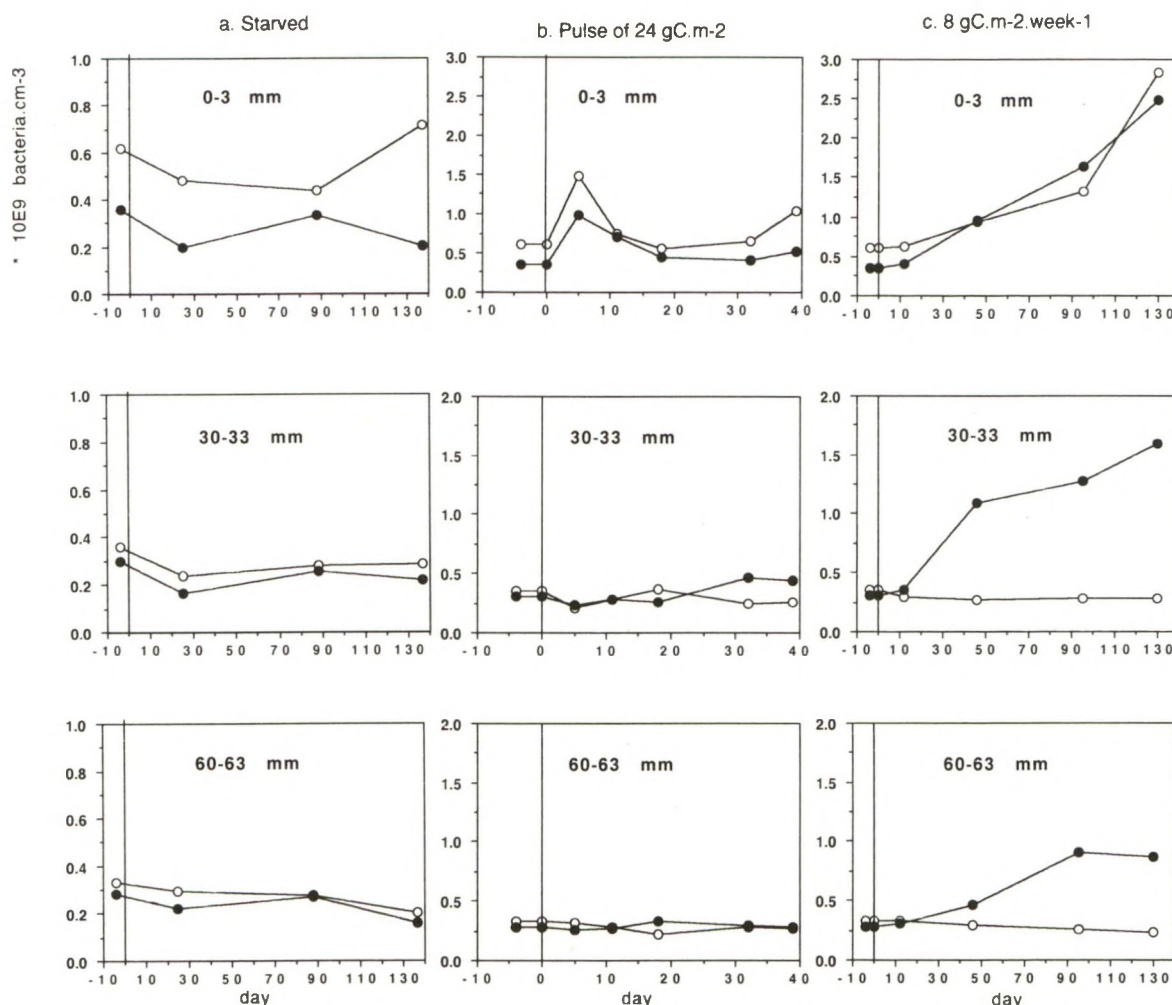 a. Starved
b. Pulse of 24 gC.m-2
c. 8 gC.m-2.week-1
* 10E9 bacteria.cm-3
1.0
0.8
0.6
0.4
0.2
0.0
0-3 mm
-10 10 30 50 70 90 110 130
3.0
2.5
2.0
1.5
1.0
0.5
0.0
0-3 mm
-10 0 10 20 30 40
3.0
2.5
2.0
1.5
1.0
0.5
0.0
0-3 mm
-10 10 30 50 70 90 110 130
1.0
0.8
0.6
0.4
0.2
0.0
30-33 mm
-10 10 30 50 70 90 110 130
2.0
1.5
1.0
0.5
0.0
30-33 mm
-10 0 10 20 30 40
2.0
1.5
1.0
0.5
0.0
30-33 mm
-10 10 30 50 70 90 110 130
1.0
0.8
0.6
0.4
0.2
0.0
60-63 mm
-10 10 30 50 70 90 110 130
day
2.0
1.5
1.0
0.5
0.0
60-63 mm
-10 0 10 20 30 40
day
2.0
1.5
1.0
0.5
0.0
60-63 mm
-10 10 30 50 70 90 110 130
day